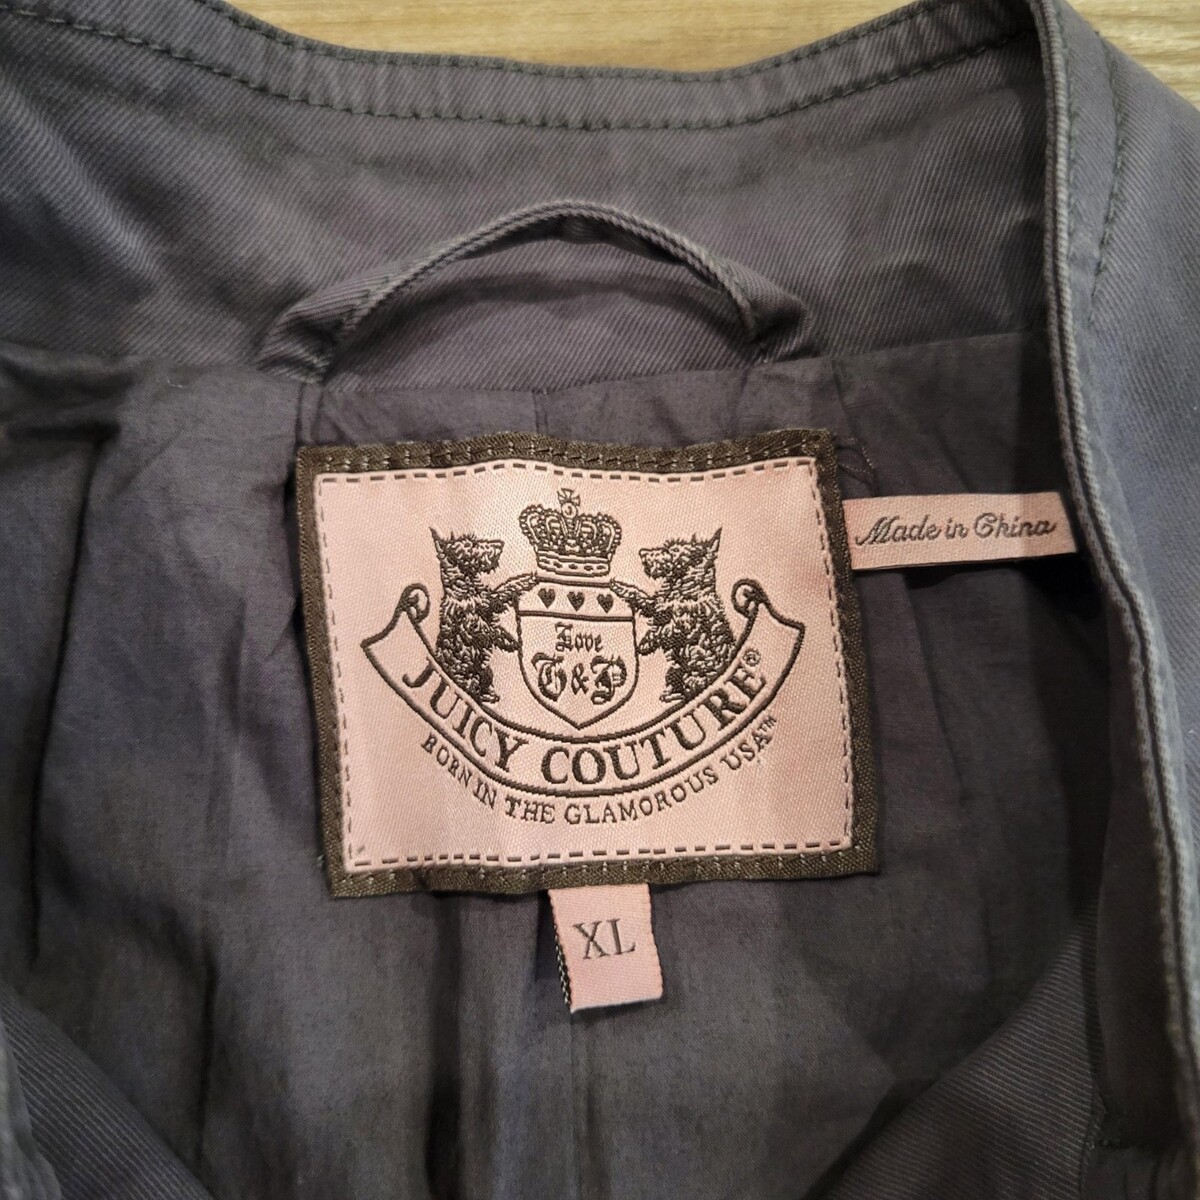 Love
G&P
JUICY COUTURE®
BORN IN THE GLAMOROUS USA™
Made in China
XL